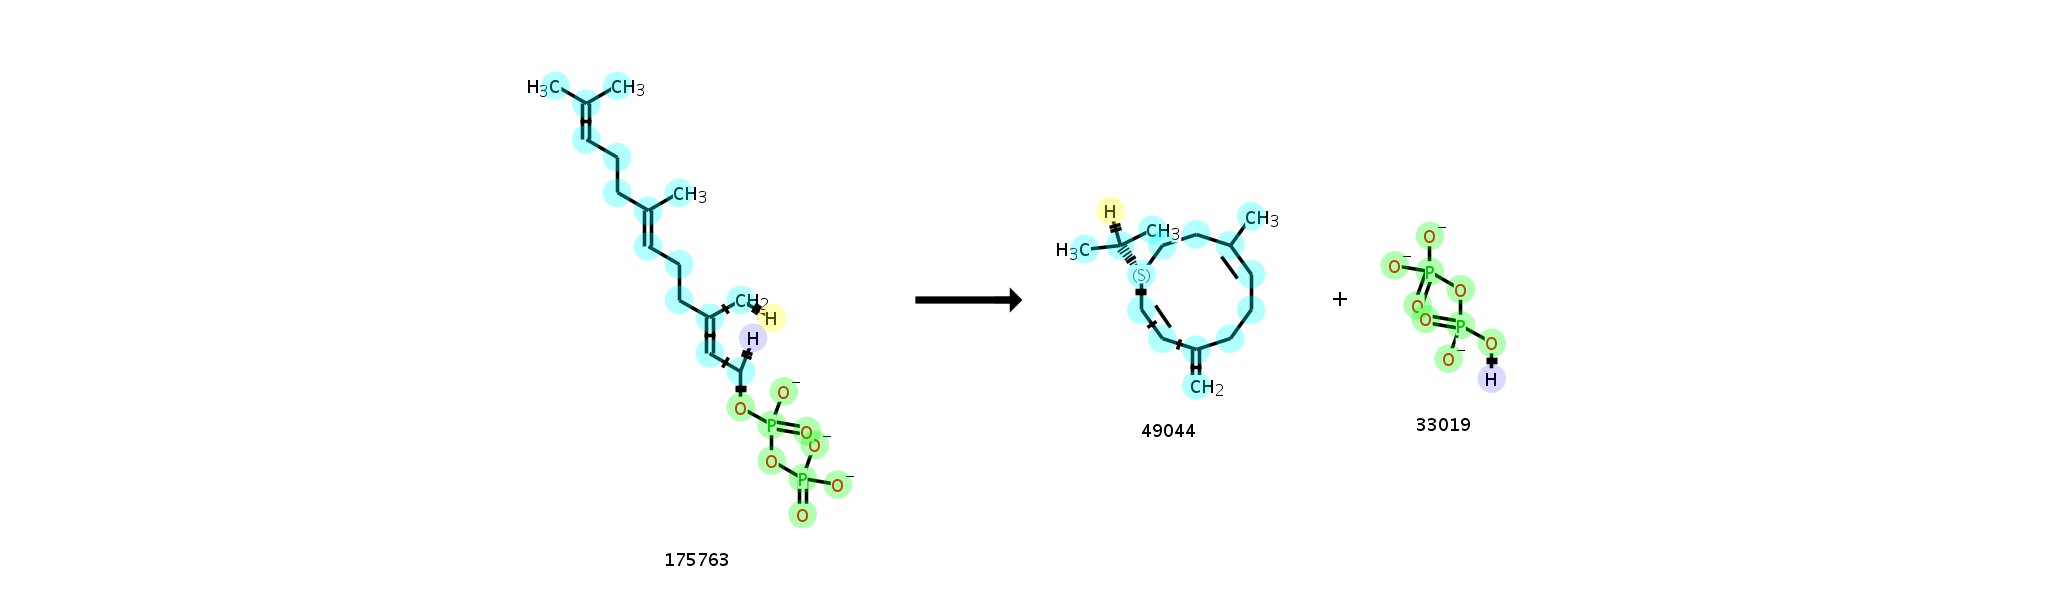 H3C CH3
CH3
CH2
H
H
O O−
P O O−
O P O−
O
175763
H
H3C CH3 CH3
(S)
CH2
49044
+
O−
O− P O
O O P O
O− H
33019